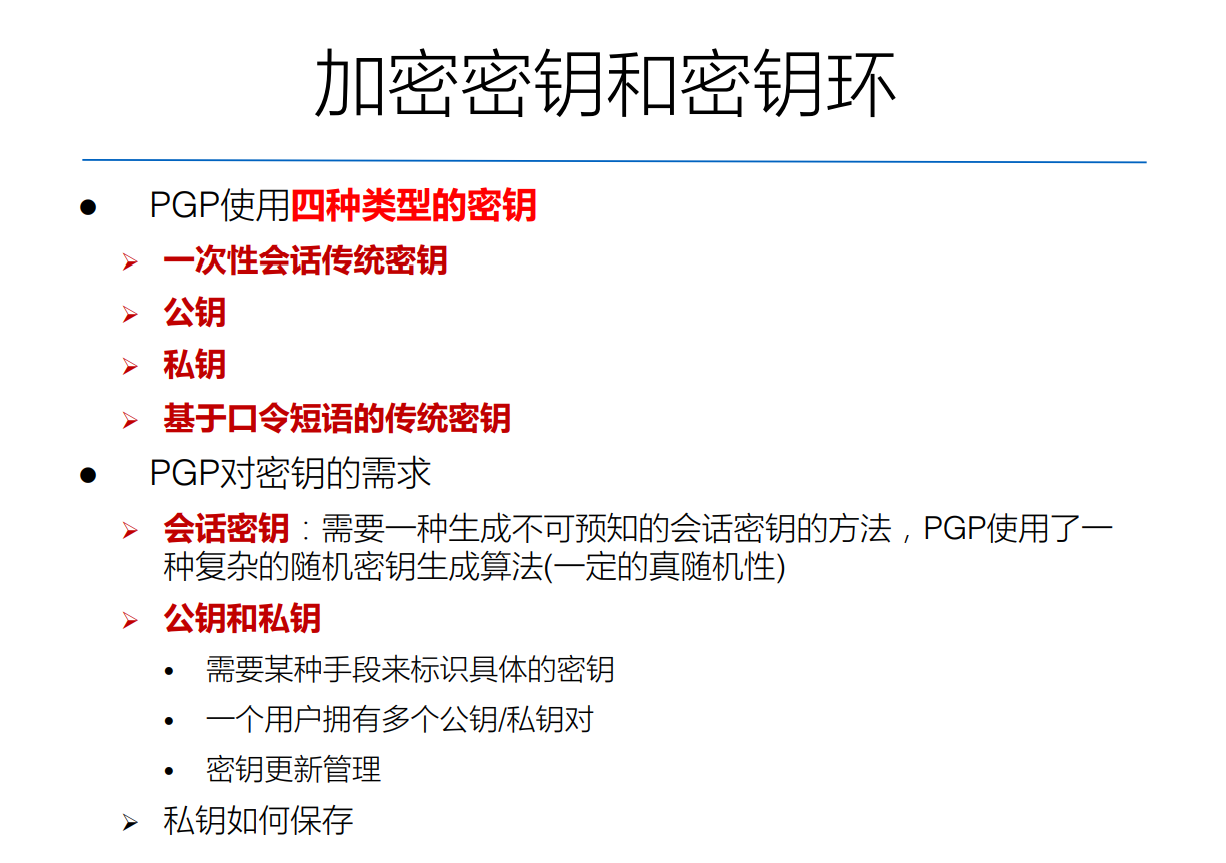 加密密钥和密钥环
● PGP使用四种类型的密钥
➢ 一次性会话传统密钥
➢ 公钥
➢ 私钥
➢ 基于口令短语的传统密钥
● PGP对密钥的需求
➢ 会话密钥：需要一种生成不可预知的会话密钥的方法，PGP使用了一
种复杂的随机密钥生成算法(一定的真随机性)
➢ 公钥和私钥
• 需要某种手段来标识具体的密钥
• 一个用户拥有多个公钥/私钥对
• 密钥更新管理
➢ 私钥如何保存